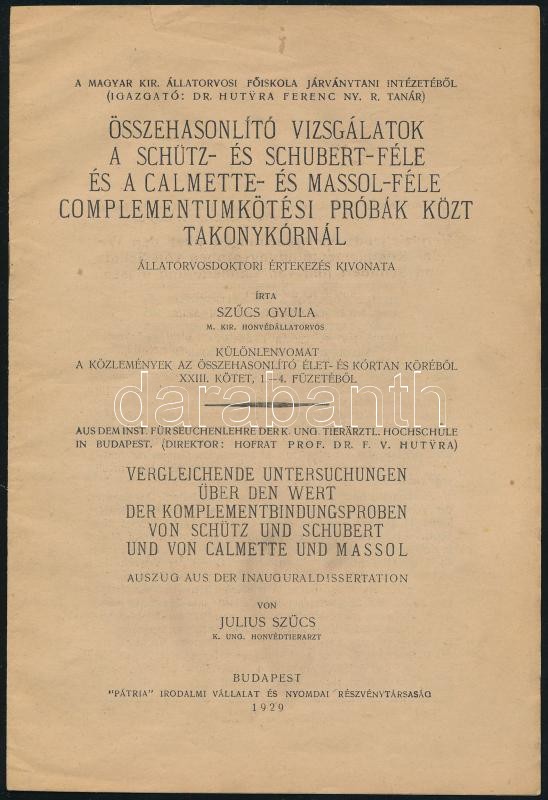 A MAGYAR KIR. ÁLLATORVOSI FŐISKOLA JÁRVÁNYTANI INTÉZETÉBŐL
(IGAZGATÓ: DR. HUTŸRA FERENC NY. R. TANÁR)
ÖSSZEHASONLÍTÓ VIZSGÁLATOK
A SCHÜTZ- ÉS SCHUBERT-FÉLE
ÉS A CALMETTE- ÉS MASSOL-FÉLE
COMPLEMENTUMKÖTÉSI PRÓBÁK KÖZT
TAKONYKÓRNÁL
ÁLLATORVOSDOKTORI ÉRTEKEZÉS KIVONATA
ÍRTA
SZŰCS GYULA
M. KIR. HONVÉDÁLLATORVOS
KÜLÖNLENYOMAT
A KÖZLEMÉNYEK AZ ÖSSZEHASONLÍTÓ ÉLET- ÉS KÓRTAN KÖRÉBŐL
XXIII. KÖTET, 1—4. FÜZETÉBŐL
darabanth
AUS DEM INST. FÜR SEUCHENLEHRE DER K. UNG. TIERÄRZTL. HOCHSCHULE
IN BUDAPEST. (DIREKTOR: HOFRAT PROF. DR. F. V. HUTŸRA)
VERGLEICHENDE UNTERSUCHUNGEN
ÜBER DEN WERT
DER KOMPLEMENTBINDUNGSPROBEN
VON SCHÜTZ UND SCHUBERT
UND VON CALMETTE UND MASSOL
AUSZUG AUS DER INAUGURALDISSERTATION
VON
JULIUS SZŰCS
K. UNG. HONVÉDTIERARZT
BUDAPEST
"PÁTRIA" IRODALMI VÁLLALAT ÉS NYOMDAI RÉSZVÉNYTÁRSASÁG
1929